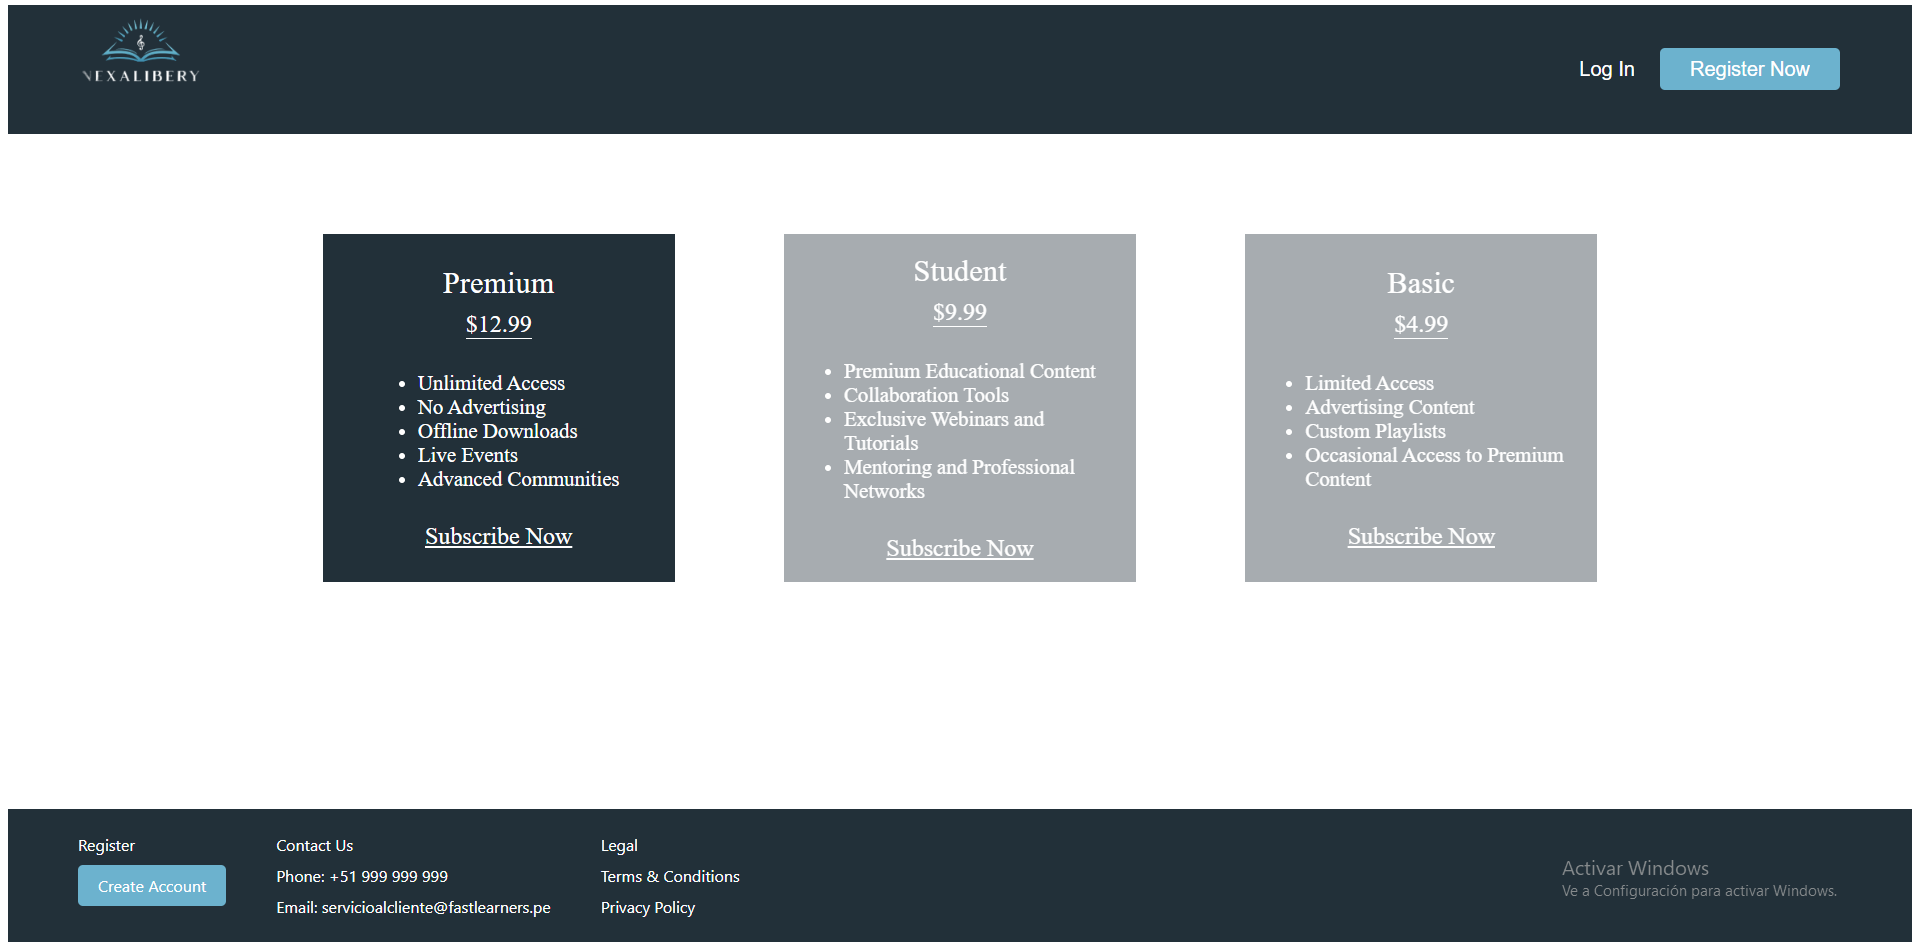 NEXALIBERY
Log In
Register Now
Premium
$12.99
Unlimited Access
No Advertising
Offline Downloads
Live Events
Advanced Communities
Subscribe Now
Student
$9.99
Premium Educational Content
Collaboration Tools
Exclusive Webinars and
Tutorials
Mentoring and Professional
Networks
Subscribe Now
Basic
$4.99
Limited Access
Advertising Content
Custom Playlists
Occasional Access to Premium
Content
Subscribe Now
Register
Create Account
Contact Us
Phone: +51 999 999 999
Email: servicioalcliente@fastlearners.pe
Legal
Terms & Conditions
Privacy Policy
Activar Windows
Ve a Configuración para activar Windows.